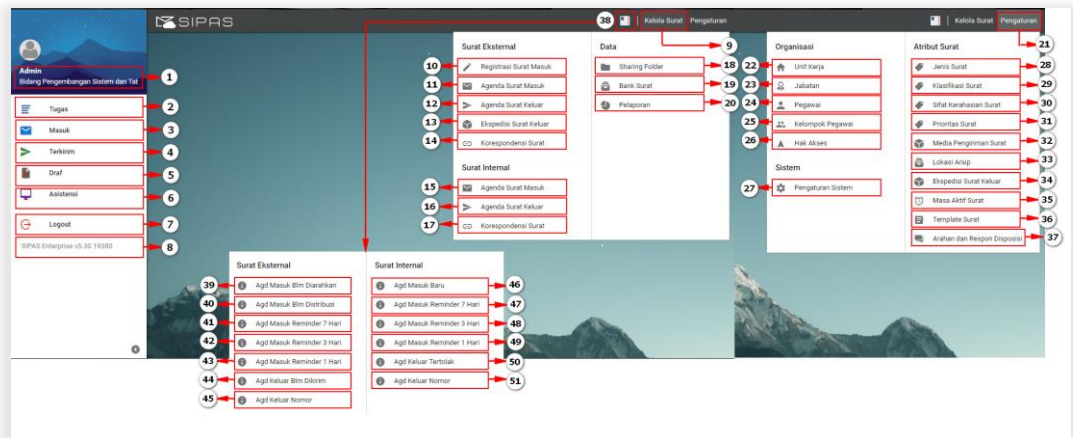 SIPAS
38
Kelola Surat
Pengaturan
Kelola Surat
Pengaturan
Admin
Bidang Pengembangan Sistem dan Tat
1
Tugas
2
Masuk
3
Terkirim
4
Draf
5
Asistensi
6
Logout
7
SIPAS Enterprise v5.30.19380
8
Surat Eksternal
Data
9
10
Registrasi Surat Masuk
11
Agenda Surat Masuk
12
Agenda Surat Keluar
13
Ekspedisi Surat Keluar
14
Korespondensi Surat
Sharing Folder
18
Bank Surat
19
Pelaporan
20
Surat Internal
15
Agenda Surat Masuk
16
Agenda Surat Keluar
17
Korespondensi Surat
Organisasi
22
Unit Kerja
23
Jabatan
24
Pegawai
25
Kelompok Pegawai
26
Hak Akses
Sistem
27
Pengaturan Sistem
Atribut Surat
21
Jenis Surat
28
Klasifikasi Surat
29
Sifat Kerahasian Surat
30
Prioritas Surat
31
Media Pengiriman Surat
32
Lokasi Arsip
33
Ekspedisi Surat Keluar
34
Masa Aktif Surat
35
Template Surat
36
Arahan dan Respon Disposisi
37
Surat Eksternal
39
Agd Masuk Blm Diarahkan
40
Agd Masuk Blm Distribusi
41
Agd Masuk Reminder 7 Hari
42
Agd Masuk Reminder 3 Hari
43
Agd Masuk Reminder 1 Hari
44
Agd Keluar Blm Dikirim
45
Agd Keluar Nomor
Surat Internal
Agd Masuk Baru
46
Agd Masuk Reminder 7 Hari
47
Agd Masuk Reminder 3 Hari
48
Agd Masuk Reminder 1 Hari
49
Agd Keluar Tertolak
50
Agd Keluar Nomor
51